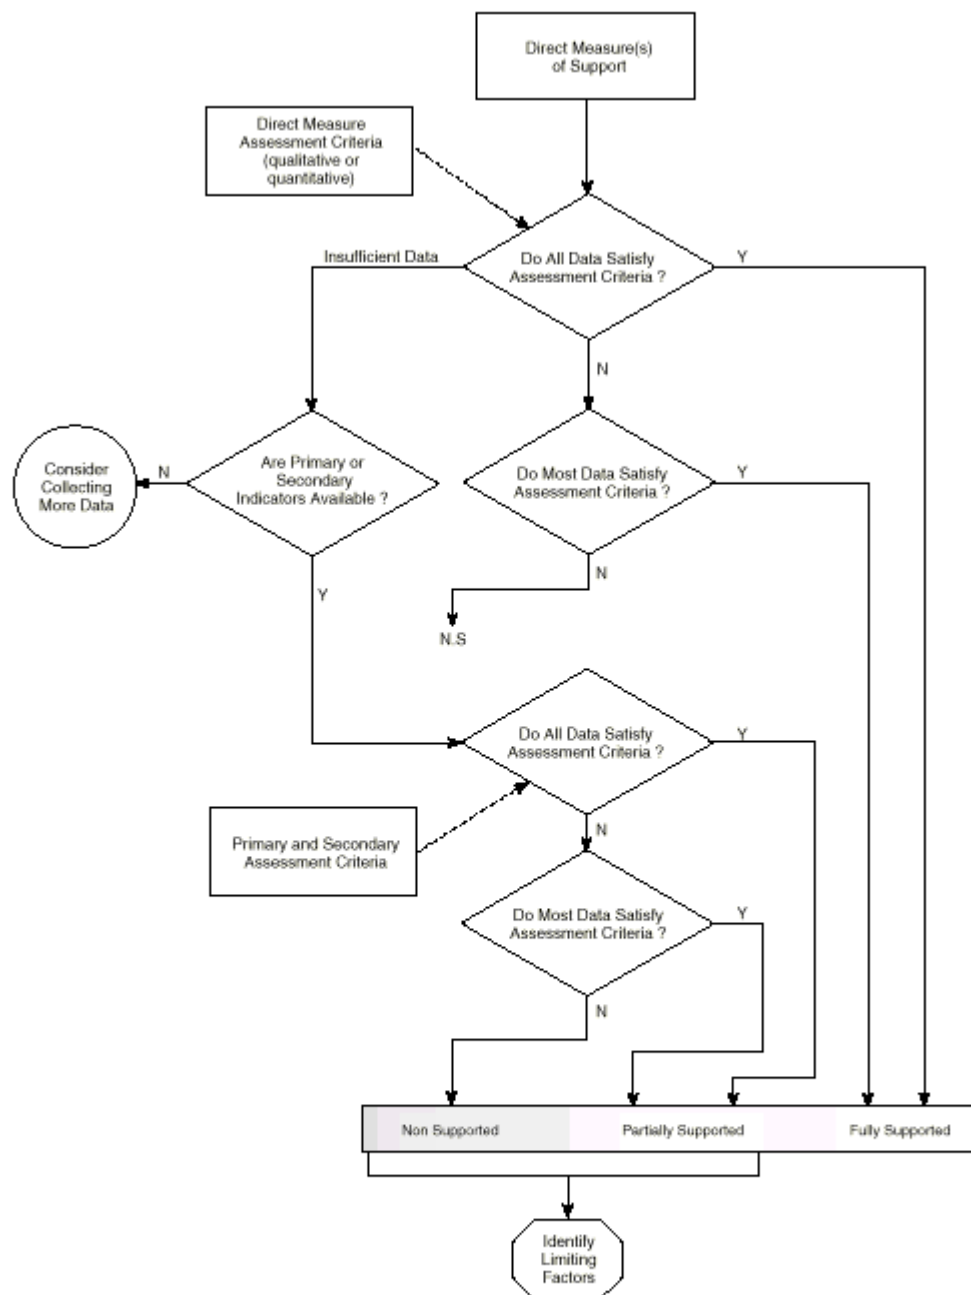 Direct Measure(s)
of Support
Direct Measure
Assessment Criteria
(qualitative or
quantitative)
Insufficient Data
Do All Data Satisfy
Assessment Criteria ?
Y
N
Consider
Collecting
More Data
N
Are Primary or
Secondary
Indicators Available ?
Do Most Data Satisfy
Assessment Criteria ?
Y
Y
N
N.S
Do All Data Satisfy
Assessment Criteria ?
Y
Primary and Secondary
Assessment Criteria
N
Do Most Data Satisfy
Assessment Criteria ?
Y
N
Non Supported
Partially Supported
Fully Supported
Identify
Limiting
Factors